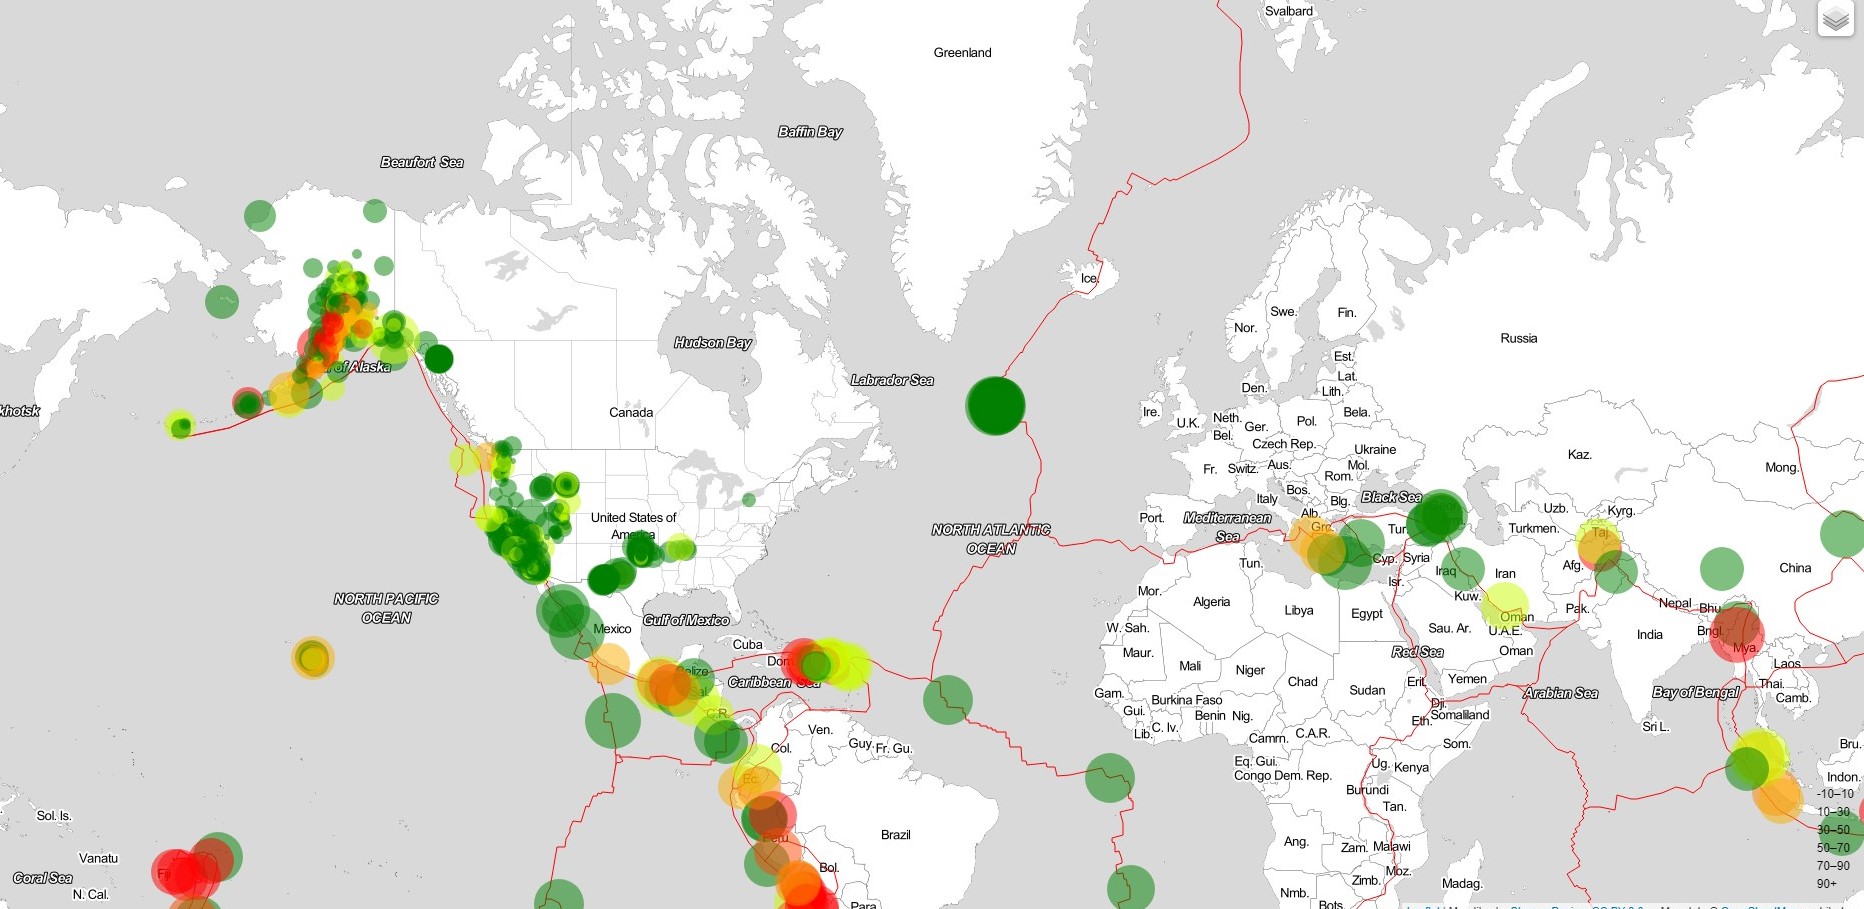 Svalbard
Greenland
Baffin Bay
Beaufort Sea
Ice.
Swe.
Fin.
Nor.
Russia
Hudson Bay
Est.
of Alaska
Labrador Sea
Lat.
Den.
Lith.
khotsk
Canada
Ire.
U.K.
Neth.
Ger.
Pol.
Bela.
Bel.
Czech Rep.
Ukraine
Kaz.
Fr.
Switz.
Aus.
Mol.
Rom.
Mong.
Italy
Bos.
Blg.
Black Sea
Uzb.
Kyrg.
Port.
Mediterranean
Sea
Alb.
Gre.
Tur
Turkmen.
Taj.
United States of
America
NORTH ATLANTIC
OCEAN
Tun.
Cyp.
Syria
Iraq
Iran
Afg.
China
Isr.
Mor.
Algeria
Libya
Egypt
Kuw.
Pak.
Nepal
Bhu.
NORTH PACIFIC
OCEAN
Gulf of Mexico
Mexico
Cuba
W. Sah.
Oman
U.A.E.
Sau. Ar.
India
Bngl.
Mya.
Maur.
Mali
Niger
Red Sea
Oman
Laos
Dom.
Belize
Caribbean Sea
Sal.
Chad
Sudan
Eri.
Yemen
Arabian Sea
Bay of Bengal
Thai.
Camb.
Gam.
Burkina Faso
Gui.
Benin
Nig.
Dji.
Somaliland
Eth.
C.R.
Lib.
C. Iv.
Camn.
C.A.R.
Som.
Sri L.
Ven.
Col.
Guy.
Fr. Gu.
Bru.
Ec.
Eq. Gui.
Congo
Dem. Rep.
Ug.
Kenya
Indon.
Burundi
Tan.
-10–10
10–30
30–50
50–70
70–90
90+
Sol. Is.
Peru
Brazil
Ang.
Zam.
Malawi
Vanatu
Fiji
Bol.
Moz.
Coral Sea
N. Cal.
Zimb.
Madag.
Nmb.
Bots.
Para.